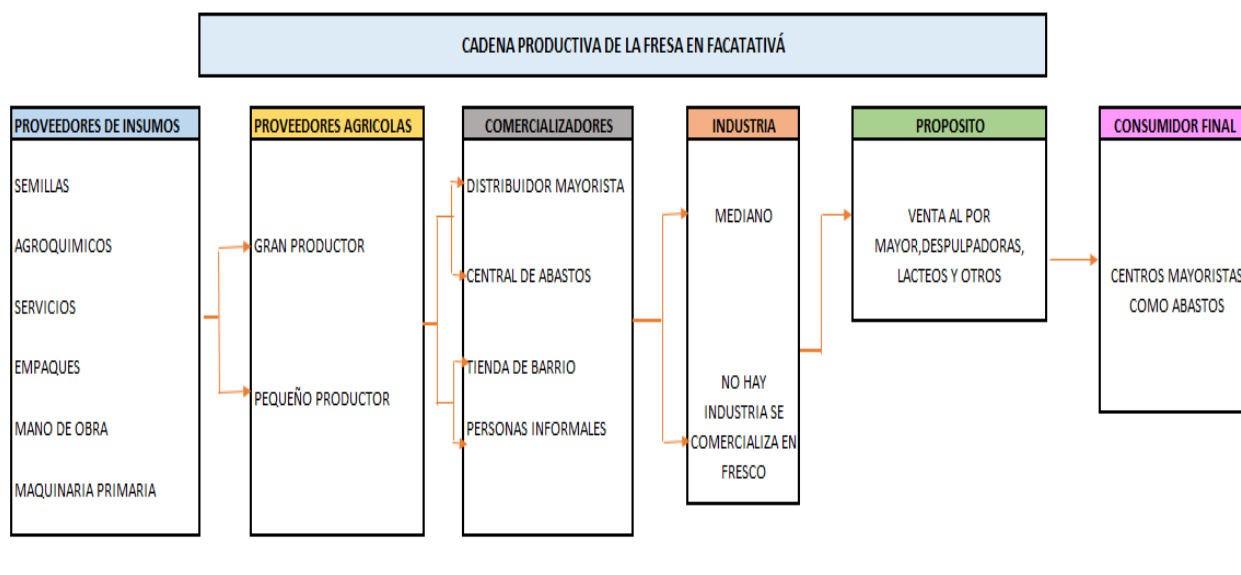 CADENA PRODUCTIVA DE LA FRESA EN FACATATIVÁ
PROVEEDORES DE INSUMOS
SEMILLAS
AGROQUIMICOS
SERVICIOS
EMPAQUES
MANO DE OBRA
MAQUINARIA PRIMARIA
PROVEEDORES AGRICOLAS
GRAN PRODUCTOR
PEQUEÑO PRODUCTOR
COMERCIALIZADORES
DISTRIBUIDOR MAYORISTA
CENTRAL DE ABASTOS
TIENDA DE BARRIO
PERSONAS INFORMALES
INDUSTRIA
MEDIANO
NO HAY
INDUSTRIA SE
COMERCIALIZA EN
FRESCO
PROPOSITO
VENTA AL POR
MAYOR,DESPULPADORAS,
LACTEOS Y OTROS
CONSUMIDOR FINAL
CENTROS MAYORISTAS
COMO ABASTOS